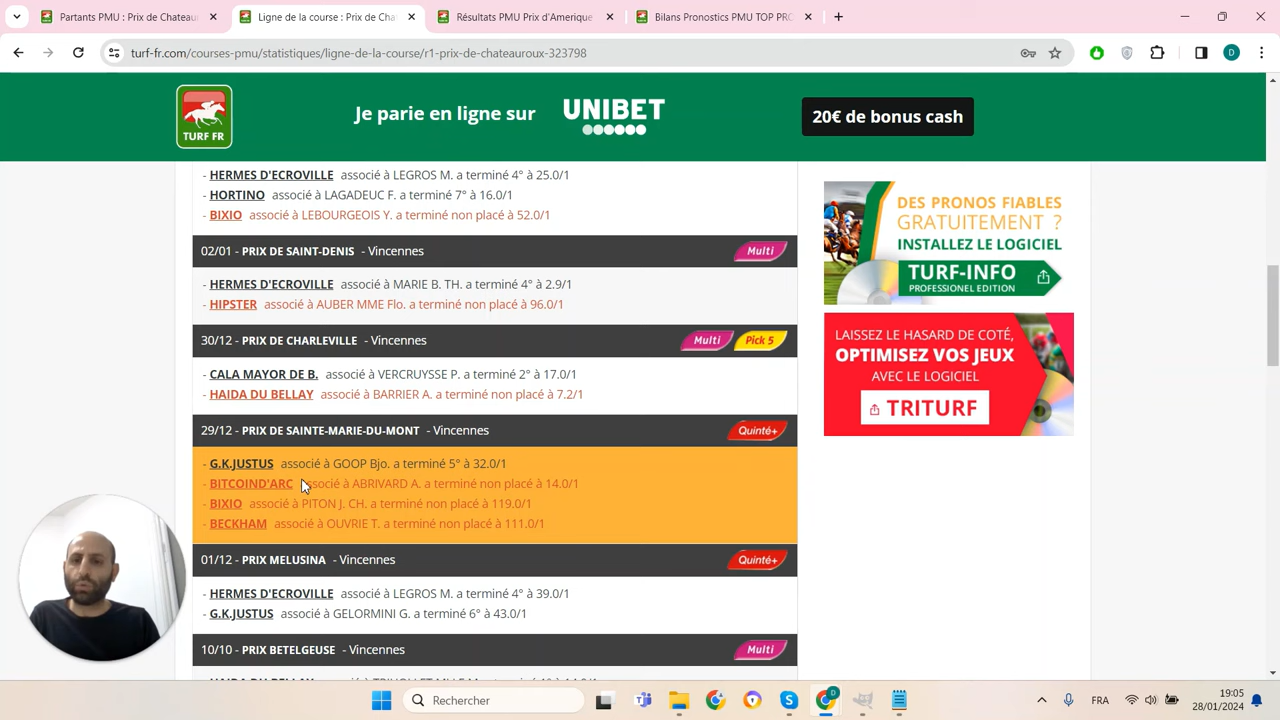 Partants PMU : Prix de Chateau
Ligne de la course : Prix de Cha
Résultats PMU Prix d'Amerique
Bilans Pronostics PMU TOP PRO
turf-fr.com/courses-pmu/statistiques/ligne-de-la-course/r1-prix-de-chateauroux-323798
D
TURF FR
Je parie en ligne sur
UNIBET
20€ de bonus cash
- HERMES D'ECROVILLE associé à LEGROS M. a terminé 4° à 25.0/1
- HORTINO associé à LAGADEUC F. a terminé 7° à 16.0/1
- BIXIO associé à LEBOURGEOIS Y. a terminé non placé à 52.0/1
02/01 - PRIX DE SAINT-DENIS - Vincennes Multi
- HERMES D'ECROVILLE associé à MARIE B. TH. a terminé 4° à 2.9/1
- HIPSTER associé à AUBER MME Flo. a terminé non placé à 96.0/1
30/12 - PRIX DE CHARLEVILLE - Vincennes Multi Pick 5
- CALA MAYOR DE B. associé à VERCRUYSSE P. a terminé 2° à 17.0/1
- HAIDA DU BELLAY associé à BARRIER A. a terminé non placé à 7.2/1
29/12 - PRIX DE SAINTE-MARIE-DU-MONT - Vincennes Quinté+
- G.K.JUSTUS associé à GOOP Bjo. a terminé 5° à 32.0/1
- BITCOIND'ARC associé à ABRIVARD A. a terminé non placé à 14.0/1
- BIXIO associé à PITON J. CH. a terminé non placé à 119.0/1
- BECKHAM associé à OUVRIE T. a terminé non placé à 111.0/1
01/12 - PRIX MELUSINA - Vincennes Quinté+
- HERMES D'ECROVILLE associé à LEGROS M. a terminé 4° à 39.0/1
- G.K.JUSTUS associé à GELORMINI G. a terminé 6° à 43.0/1
10/10 - PRIX BETELGEUSE - Vincennes Multi
DES PRONOS FIABLES
GRATUITEMENT ?
INSTALLEZ LE LOGICIEL
TURF-INFO
PROFESSIONEL EDITION
LAISSEZ LE HASARD DE COTÉ,
OPTIMISEZ VOS JEUX
AVEC LE LOGICIEL
TRITURF
Rechercher
FRA
19:05
28/01/2024